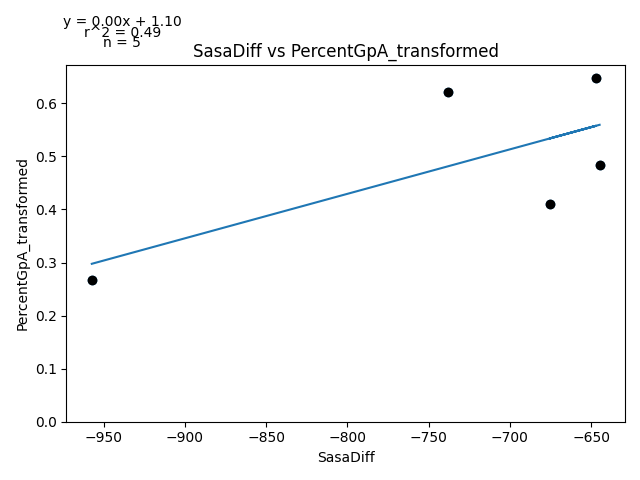 y = 0.00x + 1.10
r^2 = 0.49
n = 5
SasaDiff vs PercentGpA_transformed
PercentGpA_transformed
0.6
0.5
0.4
0.3
0.2
0.1
0.0
−950 −900 −850 −800 −750 −700 −650
SasaDiff